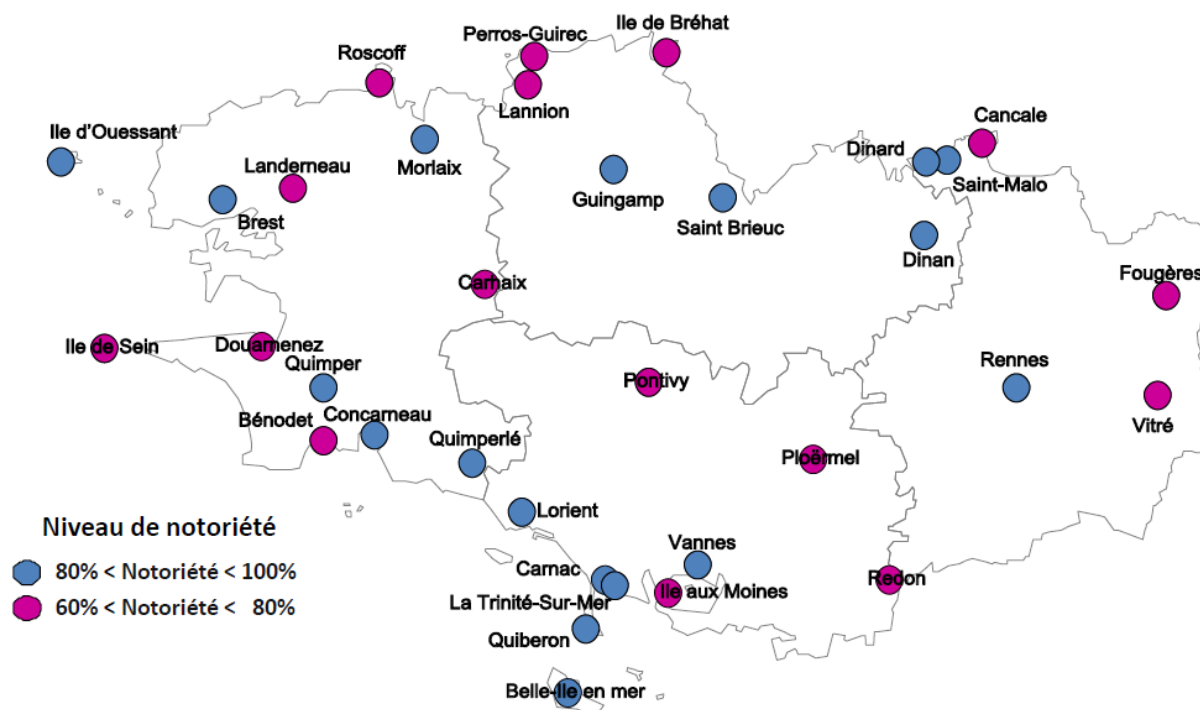 Ile de Bréhat
Perros-Guirec
Roscoff
Lannion
Cancale
Ile d'Ouessant
Dinard
Landerneau
Morlaix
Saint-Malo
Guingamp
Brest
Saint Brieuc
Dinan
Fougères
Carhaix
Ile de Sein
Douarnenez
Quimper
Rennes
Pontivy
Bénodet
Concarneau
Vitré
Quimperlé
Ploërmel
Lorient
Niveau de notoriété
80% < Notoriété < 100%
60% < Notoriété < 80%
Vannes
Carnac
Redon
Ile aux Moines
La Trinité-Sur-Mer
Quiberon
Belle-Ile en mer